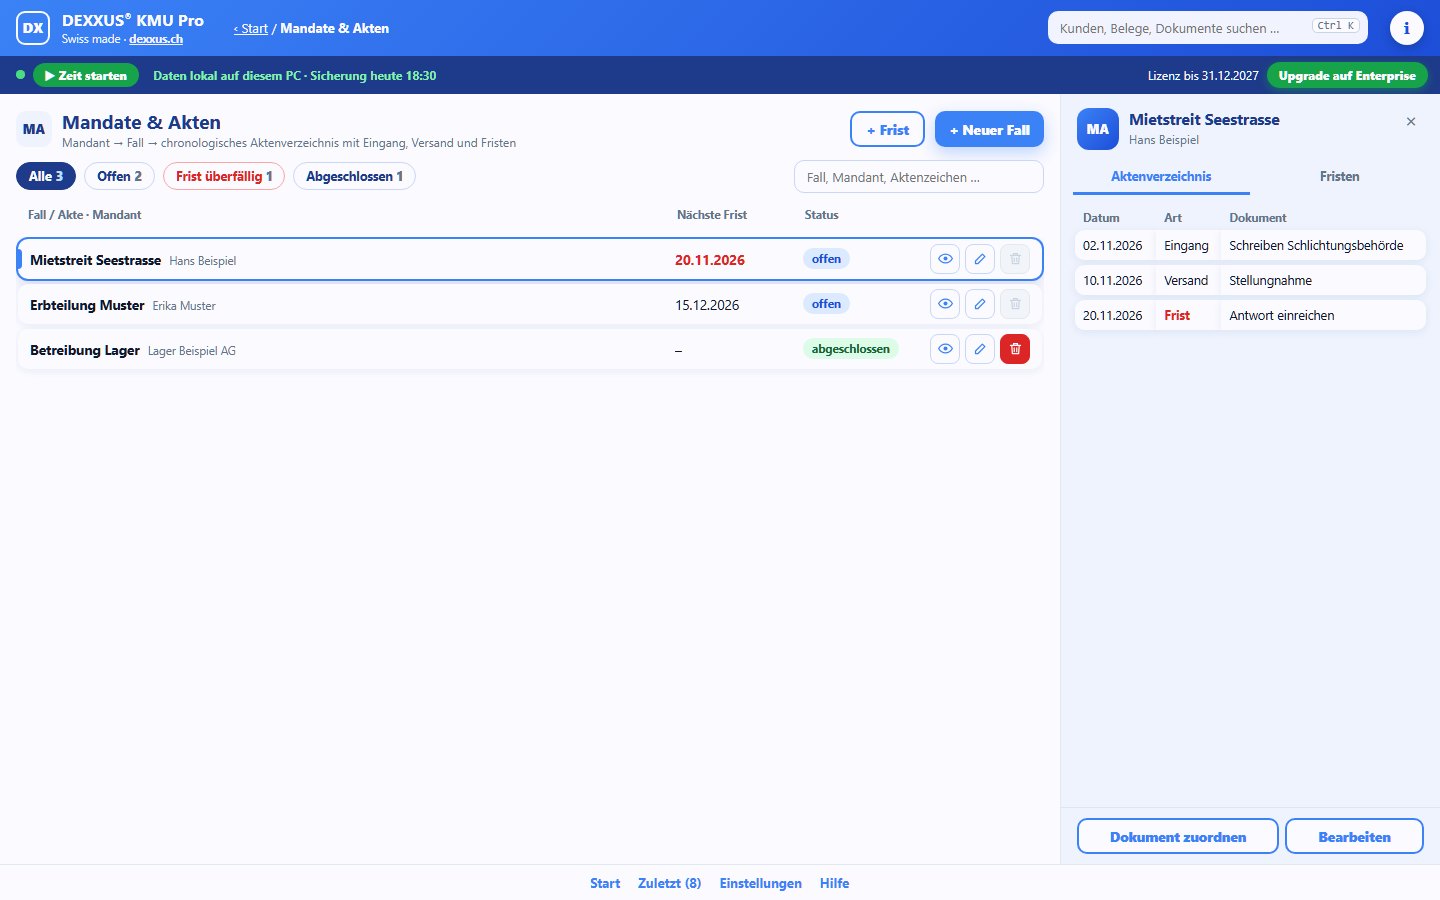 DX
DEXXUS® KMU Pro
Swiss made · dexxus.ch
‹ Start / Mandate & Akten
Kunden, Belege, Dokumente suchen ...
Ctrl K
i
▶ Zeit starten
Daten lokal auf diesem PC · Sicherung heute 18:30
Lizenz bis 31.12.2027
Upgrade auf Enterprise
MA
Mandate & Akten
Mandant → Fall → chronologisches Aktenverzeichnis mit Eingang, Versand und Fristen
+ Frist
+ Neuer Fall
Alle 3
Offen 2
Frist überfällig 1
Abgeschlossen 1
Fall, Mandant, Aktenzeichen ...
Fall / Akte · Mandant
Nächste Frist
Status
Mietstreit Seestrasse Hans Beispiel
20.11.2026
offen
Erbteilung Muster Erika Muster
15.12.2026
offen
Betreibung Lager Lager Beispiel AG
–
abgeschlossen
MA
Mietstreit Seestrasse
Hans Beispiel
×
Aktenverzeichnis
Fristen
Datum Art Dokument
02.11.2026 Eingang Schreiben Schlichtungsbehörde
10.11.2026 Versand Stellungnahme
20.11.2026 Frist Antwort einreichen
Dokument zuordnen
Bearbeiten
Start
Zuletzt (8)
Einstellungen
Hilfe